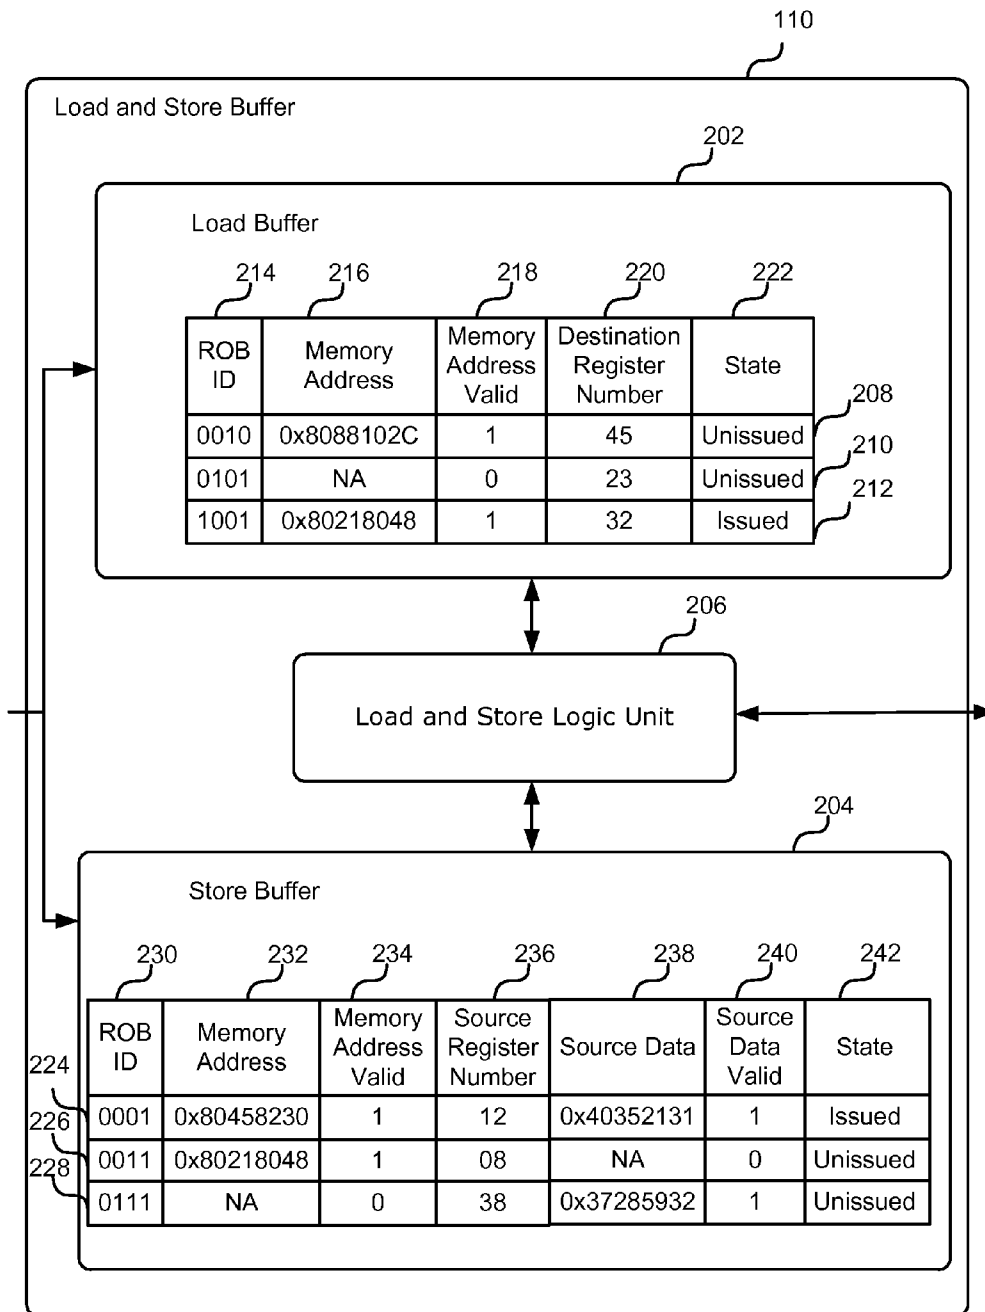 110
Load and Store Buffer
202
Load Buffer
214 216 218 220 222
ROB ID Memory Address Memory Address Valid Destination Register Number State
208
0010 0x8088102C 1 45 Unissued
210
0101 NA 0 23 Unissued
212
1001 0x80218048 1 32 Issued
206
Load and Store Logic Unit
204
Store Buffer
230 232 234 236 238 240 242
ROB ID Memory Address Memory Address Valid Source Register Number Source Data Source Data Valid State
224
0001 0x80458230 1 12 0x40352131 1 Issued
226
0011 0x80218048 1 08 NA 0 Unissued
228
0111 NA 0 38 0x37285932 1 Unissued